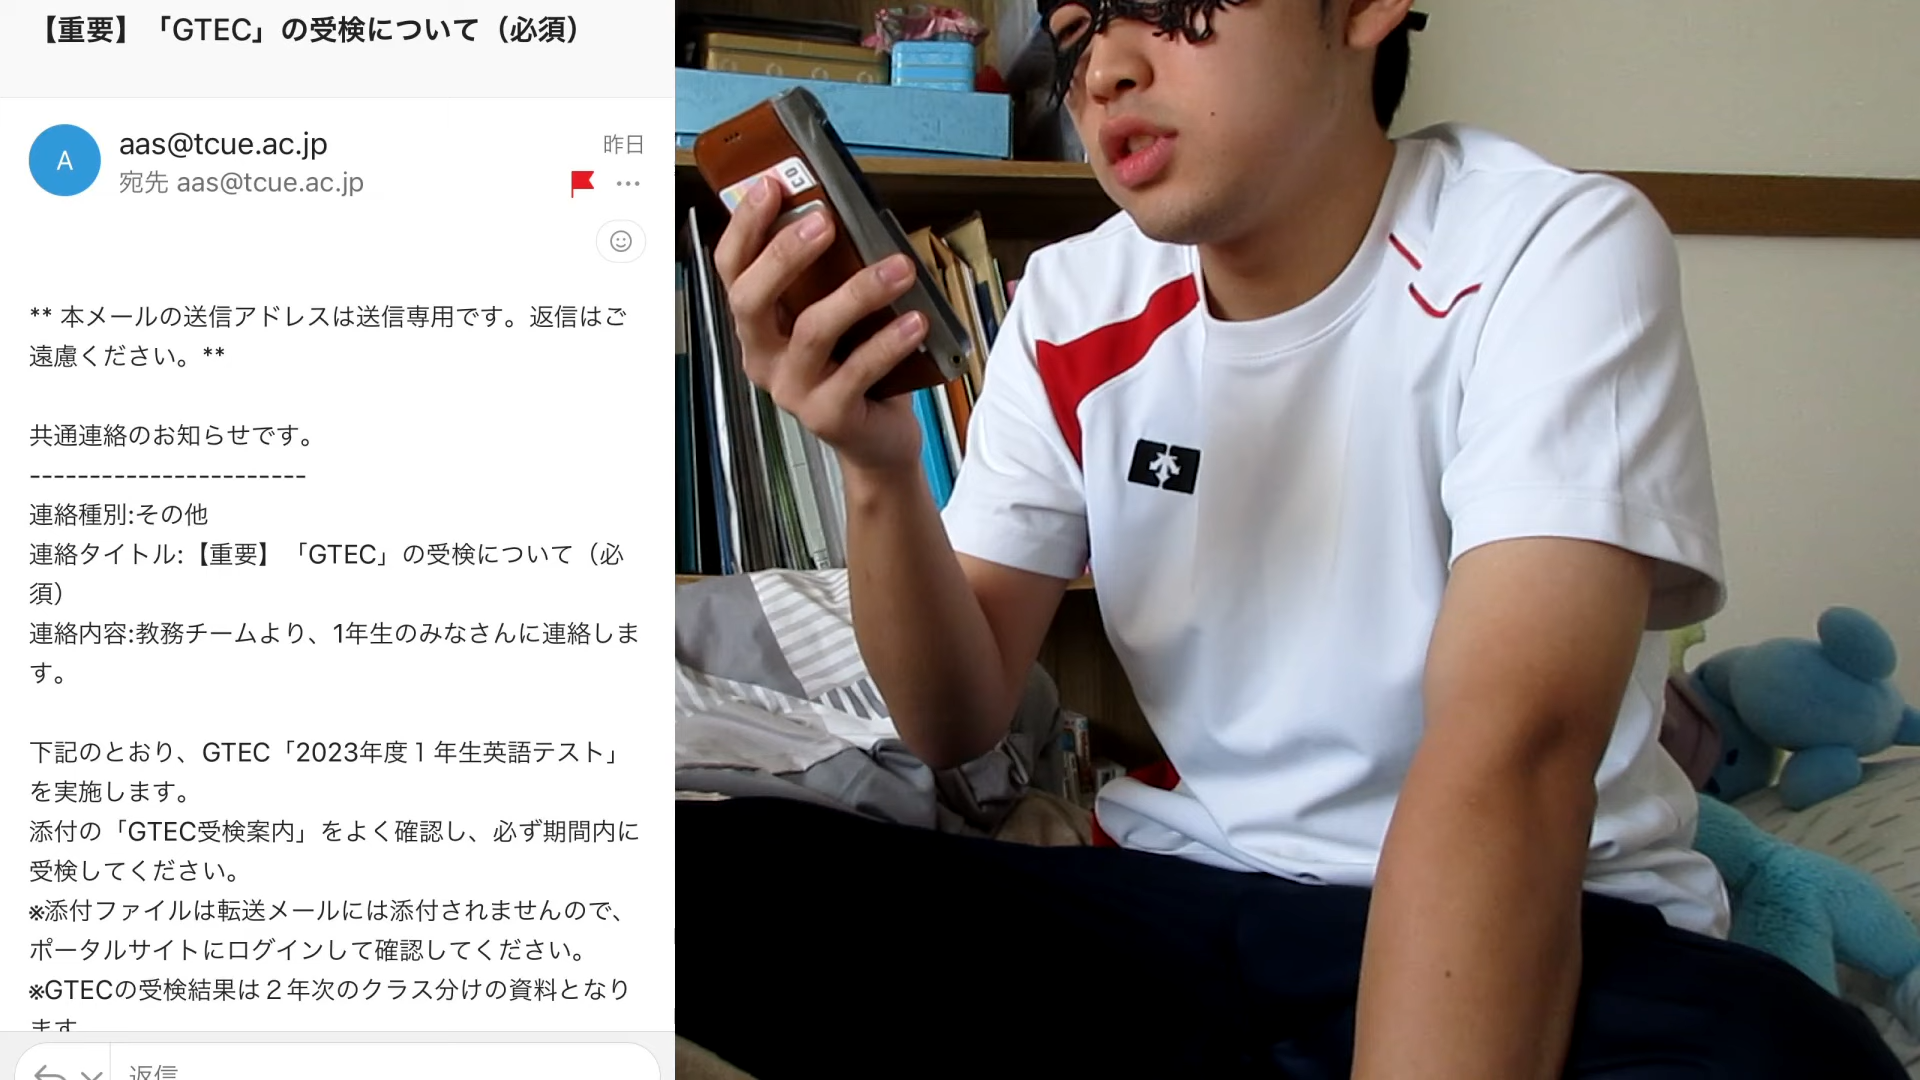 【重要】「GTEC」の受検について（必須）
A
aas@tcue.ac.jp
昨日
宛先 aas@tcue.ac.jp
** 本メールの送信アドレスは送信専用です。返信はご
遠慮ください。**
共通連絡のお知らせです。
-----------------------
連絡種別:その他
連絡タイトル:【重要】「GTEC」の受検について（必
須）
連絡内容:教務チームより、1年生のみなさんに連絡しま
す。
下記のとおり、GTEC「2023年度１年生英語テスト」
を実施します。
添付の「GTEC受検案内」をよく確認し、必ず期間内に
受検してください。
※添付ファイルは転送メールには添付されませんので、
ポータルサイトにログインして確認してください。
※GTECの受検結果は２年次のクラス分けの資料となり
ます
返信
03